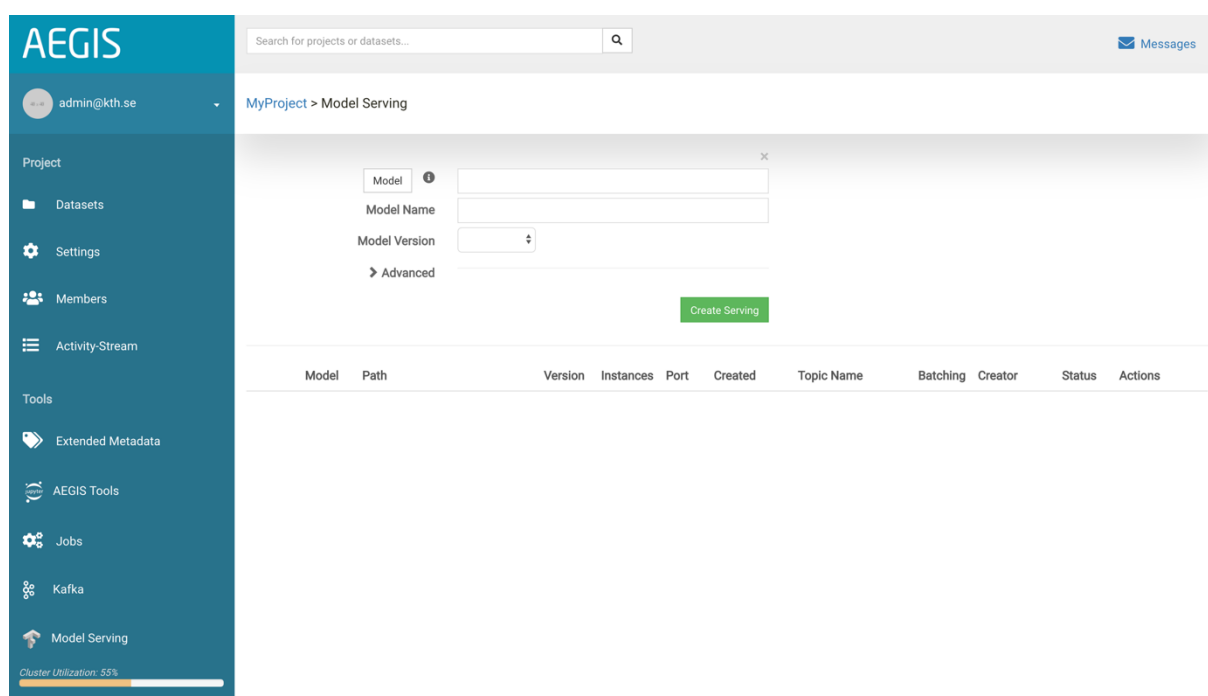 AEGIS
Search for projects or datasets...
Messages
admin@kth.se
MyProject > Model Serving
Project
Datasets
Settings
Members
Activity-Stream
Tools
Extended Metadata
AEGIS Tools
Jobs
Kafka
Model Serving
Cluster Utilization: 55%
×
Model
Model Name
Model Version
Advanced
Create Serving
Model Path Version Instances Port Created Topic Name Batching Creator Status Actions